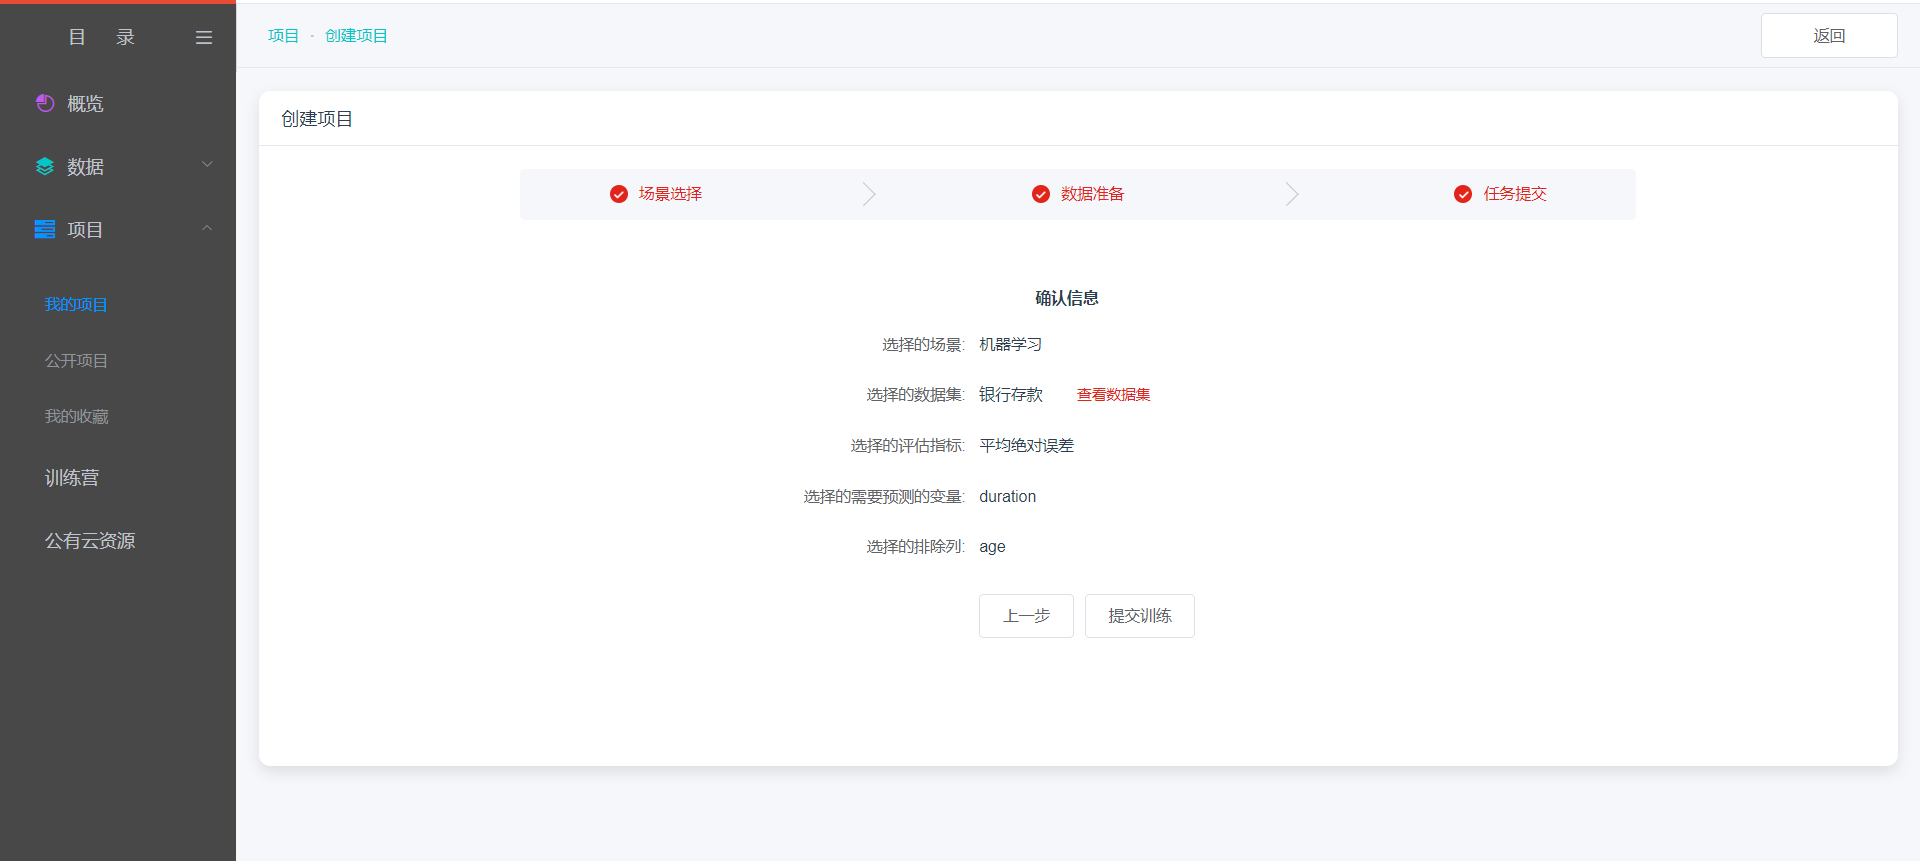 目 录
概览
数据
项目
我的项目
公开项目
我的收藏
训练营
公有云资源
项目 · 创建项目
返回
创建项目
场景选择
数据准备
任务提交
确认信息
选择的场景: 机器学习
选择的数据集: 银行存款 查看数据集
选择的评估指标: 平均绝对误差
选择的需要预测的变量: duration
选择的排除列: age
上一步 提交训练